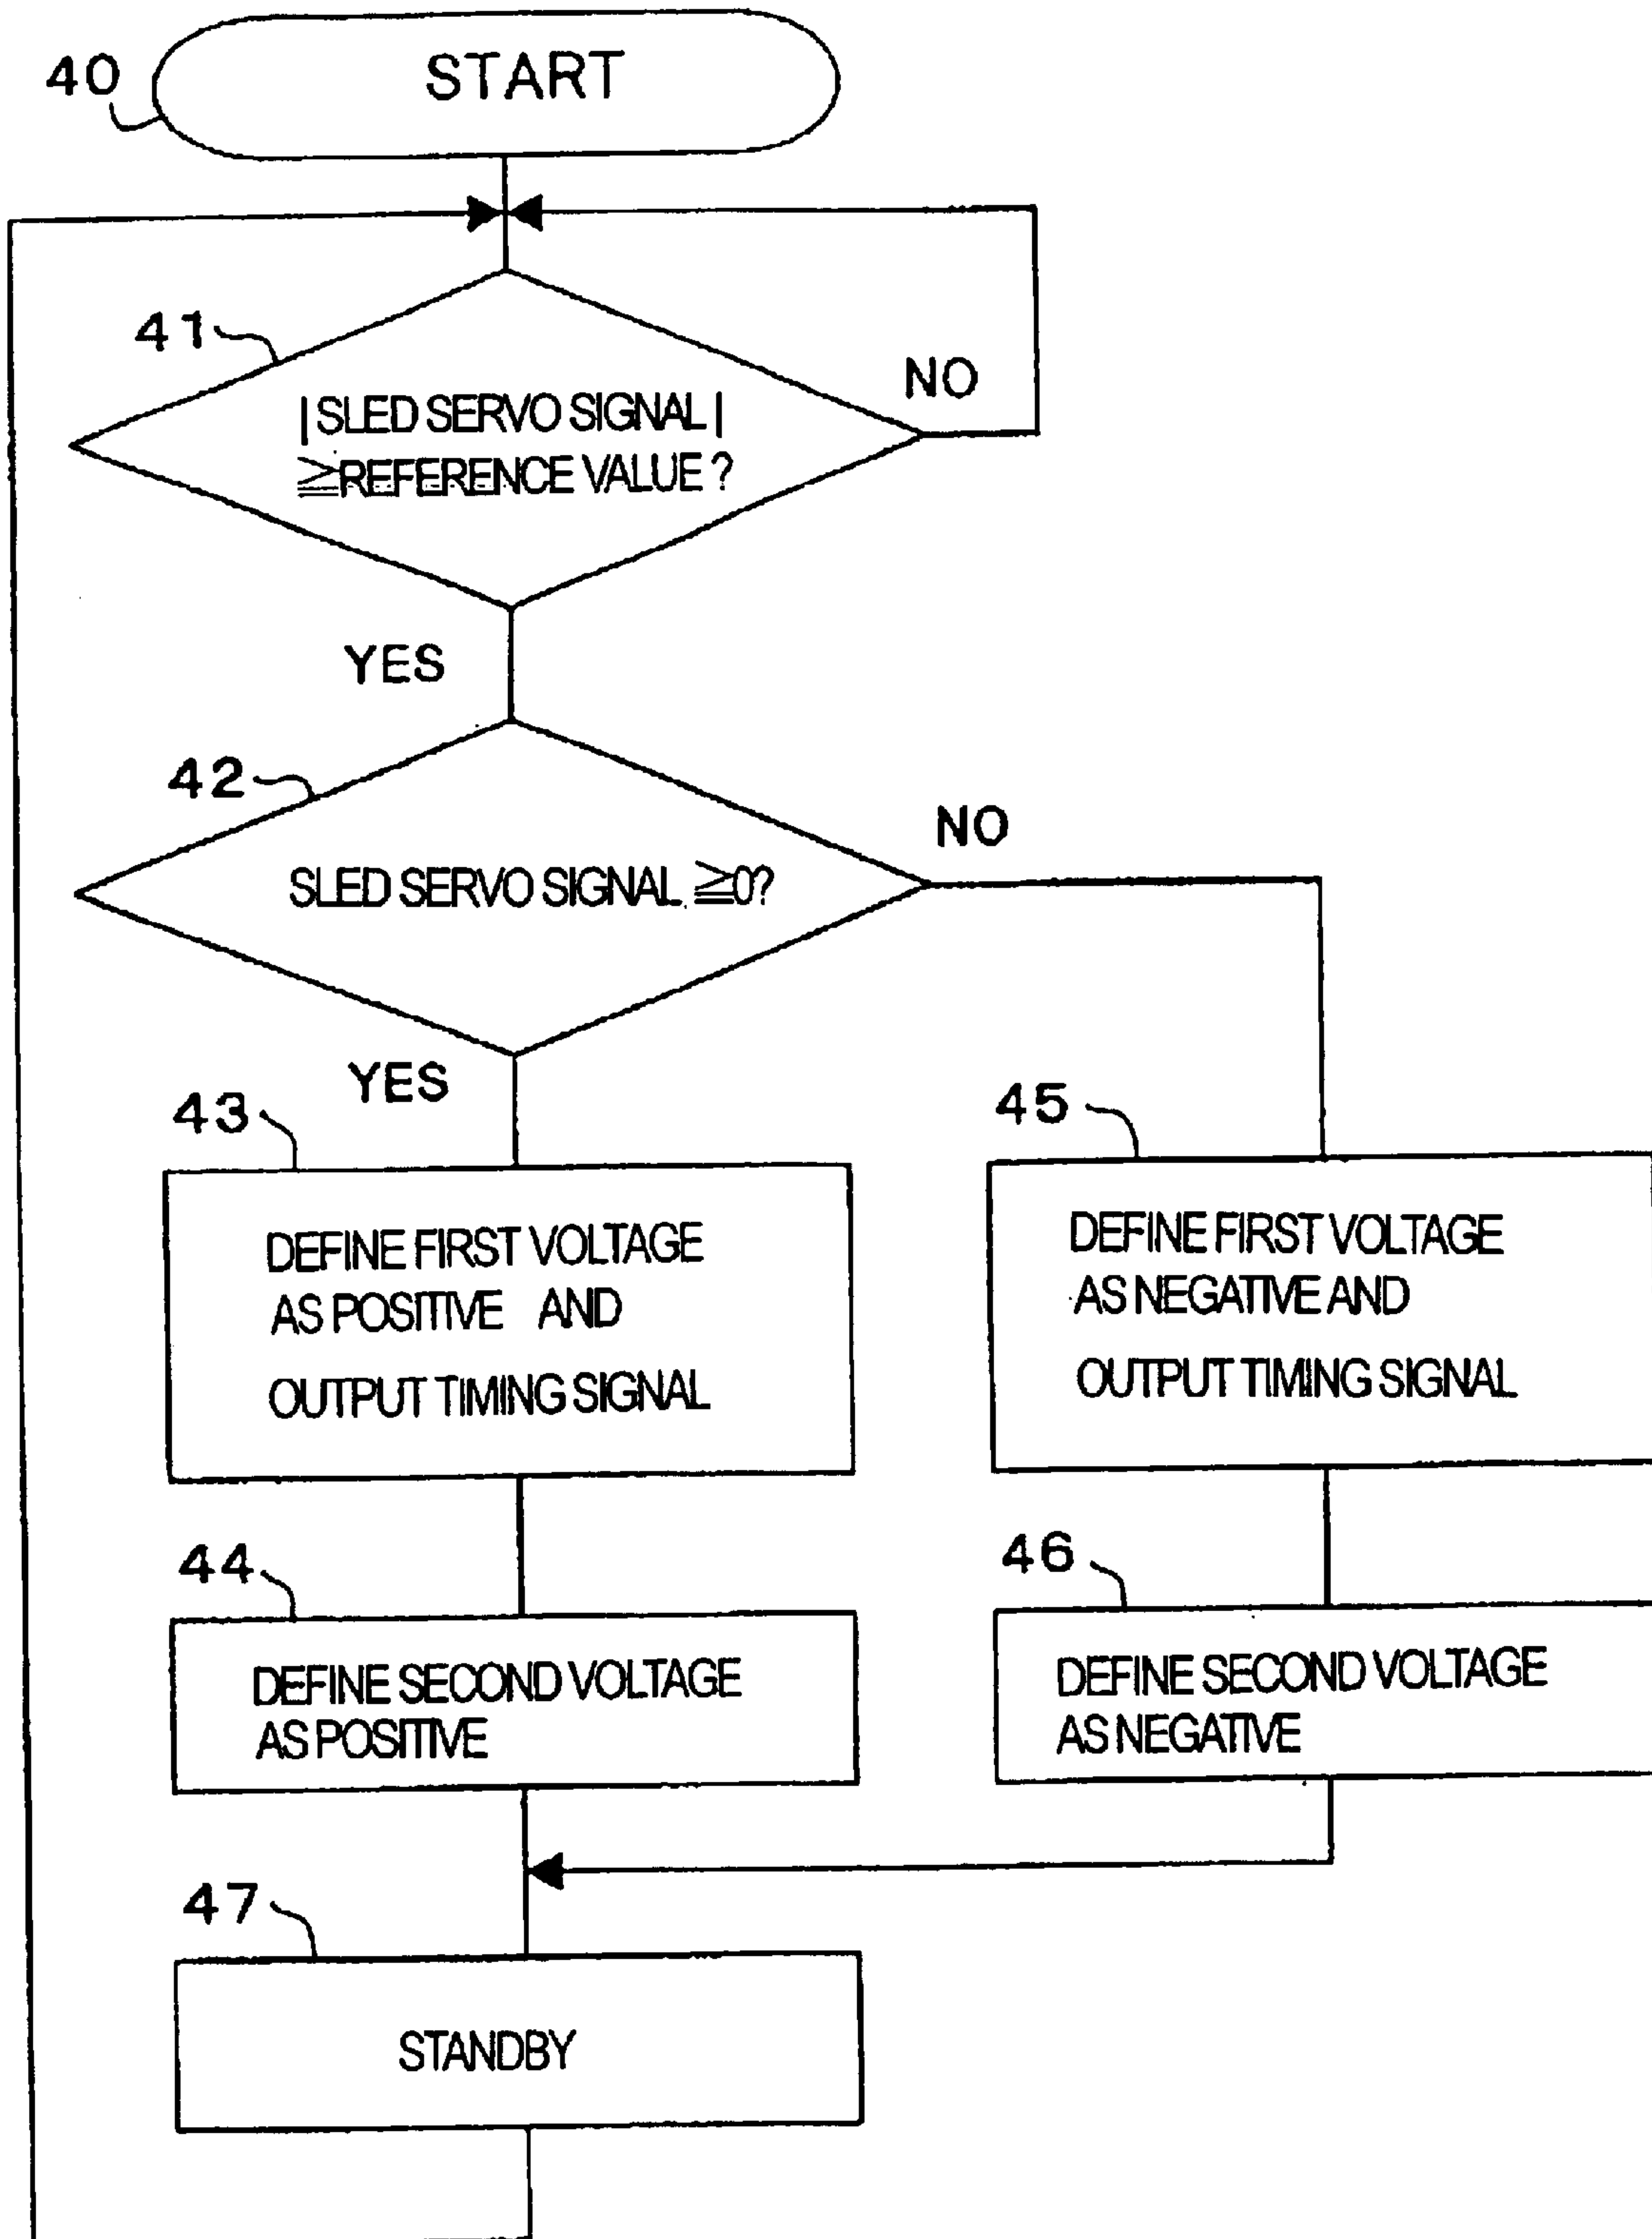 40
START
41
NO
| SLED SERVO SIGNAL |
≧REFERENCE VALUE ?
YES
42
NO
SLED SERVO SIGNAL ≧0?
YES
43
DEFINE FIRST VOLTAGE
AS POSITIVE AND
OUTPUT TIMING SIGNAL
45
DEFINE FIRST VOLTAGE
AS NEGATIVE AND
OUTPUT TIMING SIGNAL
44
DEFINE SECOND VOLTAGE
AS POSITIVE
46
DEFINE SECOND VOLTAGE
AS NEGATIVE
47
STANDBY